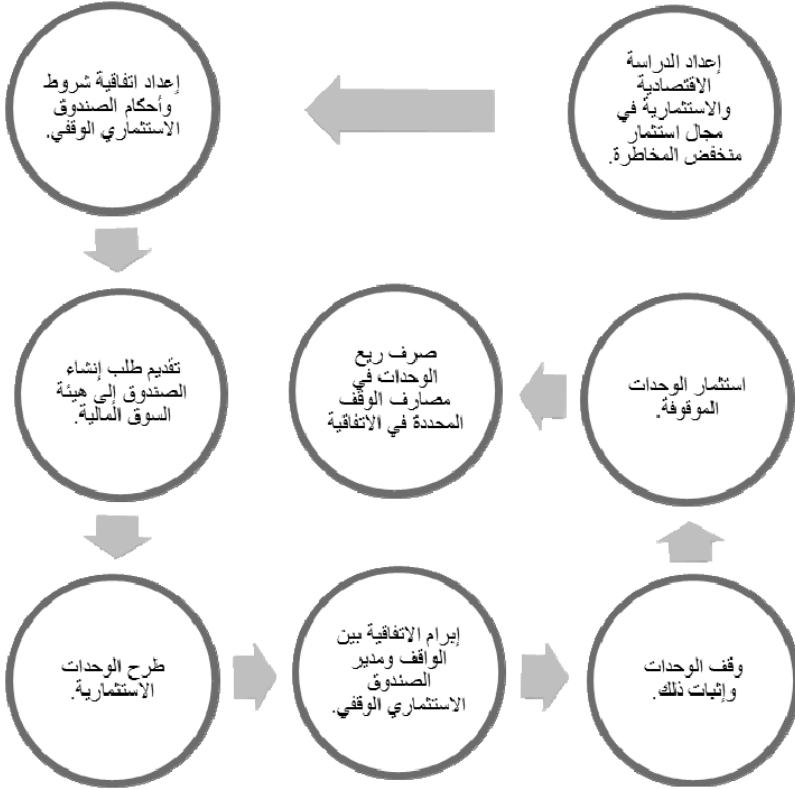 إعداد الدراسة
الاقتصادية
والاستثمارية في
مجال استثمار
منخفض المخاطرة.
إعداد اتفاقية شروط
وأحكام الصندوق
الاستثماري الوقفي.
تقديم طلب إنشاء
الصندوق إلى هيئة
السوق المالية.
طرح الوحدات
الاستثمارية.
إبرام الاتفاقية بين
الواقف ومدير
الصندوق
الاستثماري الوقفي.
وقف الوحدات
وإثبات ذلك.
استثمار الوحدات
الموقوفة.
صرف ريع
الوحدات في
مصارف الوقف
المحددة في الاتفاقية